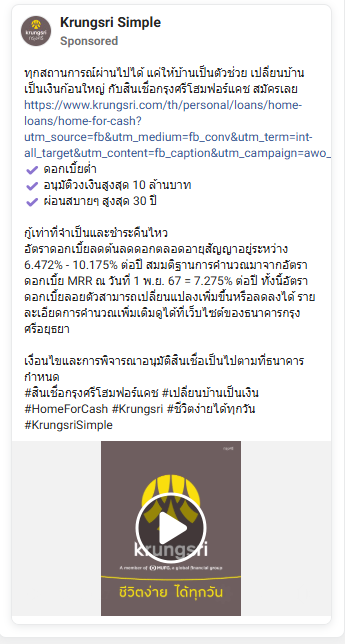 Krungsri Simple
Sponsored
ทุกสถานการณ์ผ่านไปได้ แค่ให้บ้านเป็นตัวช่วย เปลี่ยนบ้าน
เป็นเงินก้อนใหญ่ กับสินเชื่อกรุงศรีโฮมฟอร์แคช สมัครเลย
https://www.krungsri.com/th/personal/loans/home-
loans/home-for-cash?
utm_source=fb&utm_medium=fb_conv&utm_term=int-
all_target&utm_content=fb_caption&utm_campaign=awo_
✓ ดอกเบี้ยต่ำ
✓ อนุมัติวงเงินสูงสุด 10 ล้านบาท
✓ ผ่อนสบายๆ สูงสุด 30 ปี
กู้เท่าที่จำเป็นและชำระคืนไหว
อัตราดอกเบี้ยลดต้นลดดอกตลอดอายุสัญญาอยู่ระหว่าง
6.472% - 10.175% ต่อปี สมมติฐานการคำนวณมาจากอัตรา
ดอกเบี้ย MRR ณ วันที่ 1 พ.ย. 67 = 7.275% ต่อปี ทั้งนี้อัตรา
ดอกเบี้ยลอยตัวสามารถเปลี่ยนแปลงเพิ่มขึ้นหรือลดลงได้ ราย
ละเอียดการคำนวณเพิ่มเติมดูได้ที่เว็บไซต์ของธนาคารกรุง
ศรีอยุธยา
เงื่อนไขและการพิจารณาอนุมัติสินเชื่อเป็นไปตามที่ธนาคาร
กำหนด
#สินเชื่อกรุงศรีโฮมฟอร์แคช #เปลี่ยนบ้านเป็นเงิน
#HomeForCash #Krungsri #ชีวิตง่ายได้ทุกวัน
#KrungsriSimple
กรุงศรี
krungsri
A member of MUFG, a global financial group
ชีวิตง่าย ได้ทุกวัน